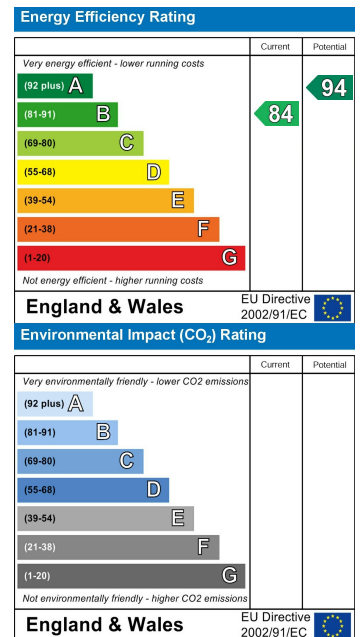 Energy Efficiency Rating
Current Potential
Very energy efficient - lower running costs
(92 plus) A
94
(81-91) B
84
(69-80) C
(55-68) D
(39-54) E
(21-38) F
(1-20) G
Not energy efficient - higher running costs
England & Wales
EU Directive
2002/91/EC
Environmental Impact (CO₂) Rating
Current Potential
Very environmentally friendly - lower CO2 emissions
(92 plus) A
(81-91) B
(69-80) C
(55-68) D
(39-54) E
(21-38) F
(1-20) G
Not environmentally friendly - higher CO2 emissions
England & Wales
EU Directive
2002/91/EC